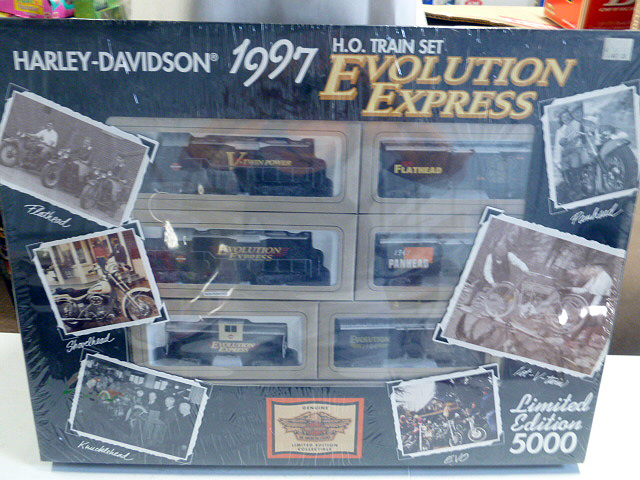 HARLEY-DAVIDSON® 1997 H.O. TRAIN SET
EVOLUTION
EXPRESS
V-TWIN POWER
FLATHEAD
EVOLUTION
EXPRESS
PANHEAD
EVOLUTION
EXPRESS
EVOLUTION
Flathead
Panhead
Shovelhead
Knucklehead
EVO
GENUINE
LIMITED EDITION
COLLECTIBLE
Limited
Edition
5000